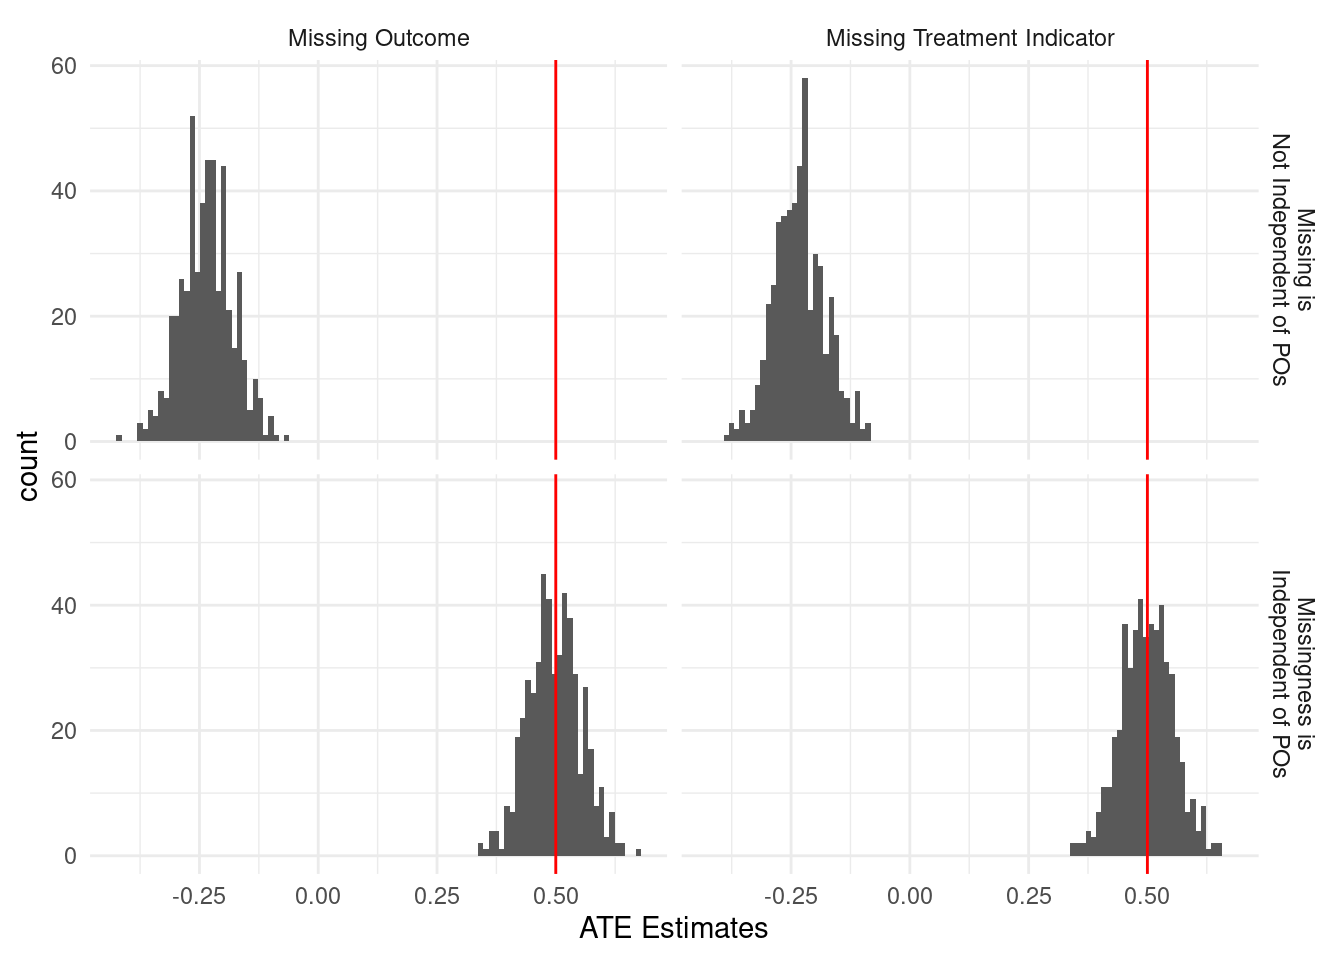 Missing Outcome
Missing Treatment Indicator
60
40
20
0
Missing is
Not Independent of POs
count
60
40
20
0
Missingness is
Independent of POs
-0.25
0.00
0.25
0.50
-0.25
0.00
0.25
0.50
ATE Estimates